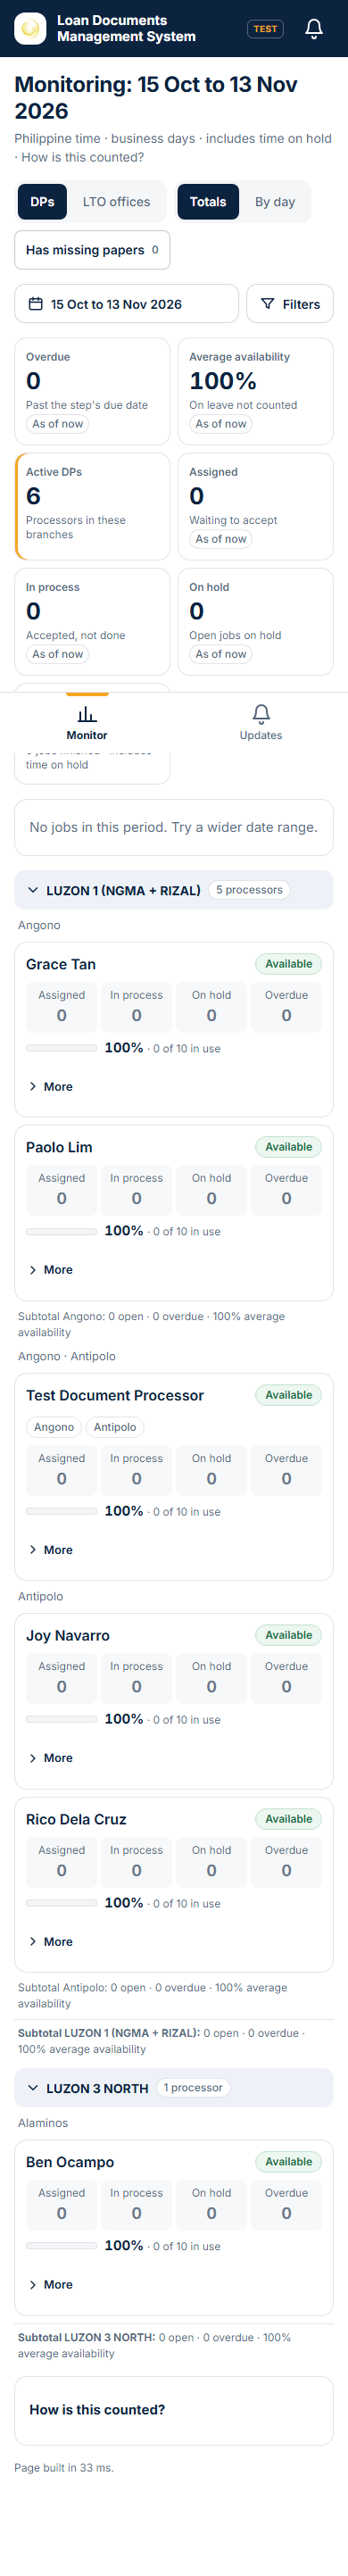 Loan Documents
Management System
TEST
Monitoring: 15 Oct to 13 Nov
2026
Philippine time · business days · includes time on hold
· How is this counted?
DPs
LTO offices
Totals
By day
Has missing papers 0
15 Oct to 13 Nov 2026
Filters
Overdue
0
Past the step's due date
As of now
Average availability
100%
On leave not counted
As of now
Active DPs
6
Processors in these
branches
Assigned
0
Waiting to accept
As of now
In process
0
Accepted, not done
As of now
On hold
0
Open jobs on hold
As of now
Monitor
Updates
time on hold
No jobs in this period. Try a wider date range.
LUZON 1 (NGMA + RIZAL) 5 processors
Angono
Grace Tan
Available
Assigned In process On hold Overdue
0 0 0 0
100% · 0 of 10 in use
More
Paolo Lim
Available
Assigned In process On hold Overdue
0 0 0 0
100% · 0 of 10 in use
More
Subtotal Angono: 0 open · 0 overdue · 100% average
availability
Angono · Antipolo
Test Document Processor
Available
Angono Antipolo
Assigned In process On hold Overdue
0 0 0 0
100% · 0 of 10 in use
More
Antipolo
Joy Navarro
Available
Assigned In process On hold Overdue
0 0 0 0
100% · 0 of 10 in use
More
Rico Dela Cruz
Available
Assigned In process On hold Overdue
0 0 0 0
100% · 0 of 10 in use
More
Subtotal Antipolo: 0 open · 0 overdue · 100% average
availability
Subtotal LUZON 1 (NGMA + RIZAL): 0 open · 0 overdue ·
100% average availability
LUZON 3 NORTH 1 processor
Alaminos
Ben Ocampo
Available
Assigned In process On hold Overdue
0 0 0 0
100% · 0 of 10 in use
More
Subtotal LUZON 3 NORTH: 0 open · 0 overdue · 100%
average availability
How is this counted?
Page built in 33 ms.